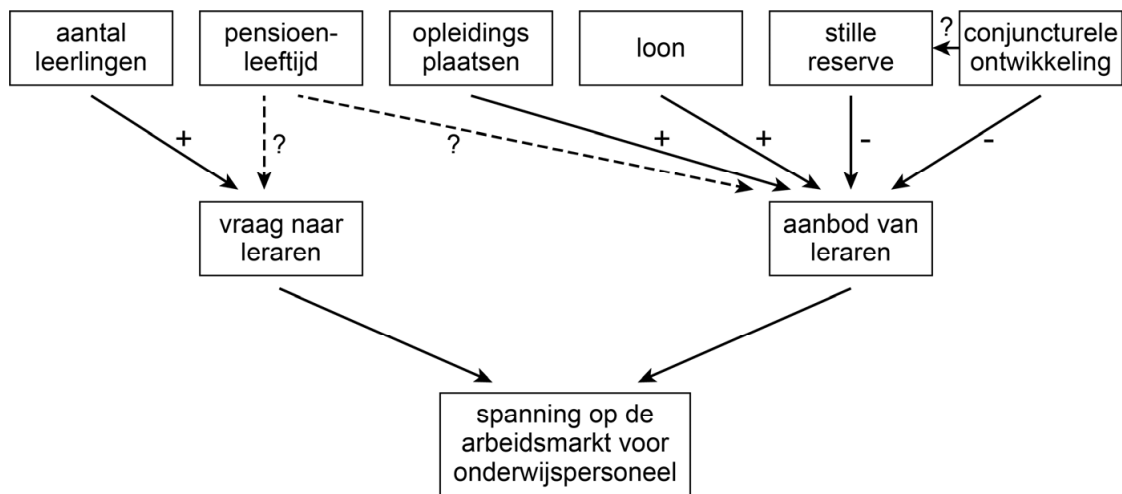 aantal
leerlingen
pensioen-
leeftijd
opleidings
plaatsen
loon
stille
reserve
?
conjuncturele
ontwikkeling
+
?
?
+
+
-
-
vraag naar
leraren
aanbod van
leraren
spanning op de
arbeidsmarkt voor
onderwijspersoneel